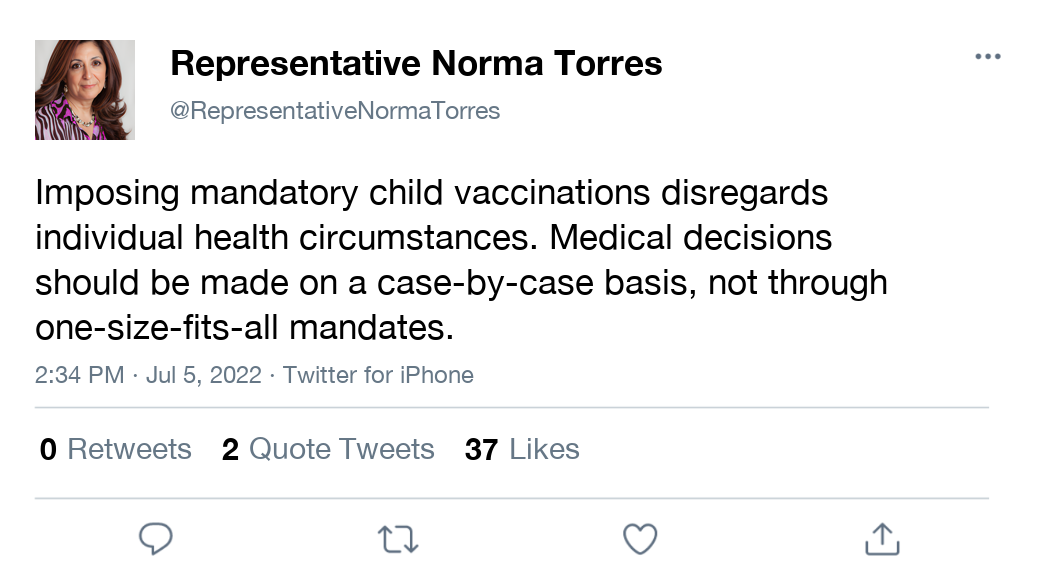 Representative Norma Torres
@RepresentativeNormaTorres
Imposing mandatory child vaccinations disregards
individual health circumstances. Medical decisions
should be made on a case-by-case basis, not through
one-size-fits-all mandates.
2:34 PM · Jul 5, 2022 · Twitter for iPhone
0 Retweets 2 Quote Tweets 37 Likes